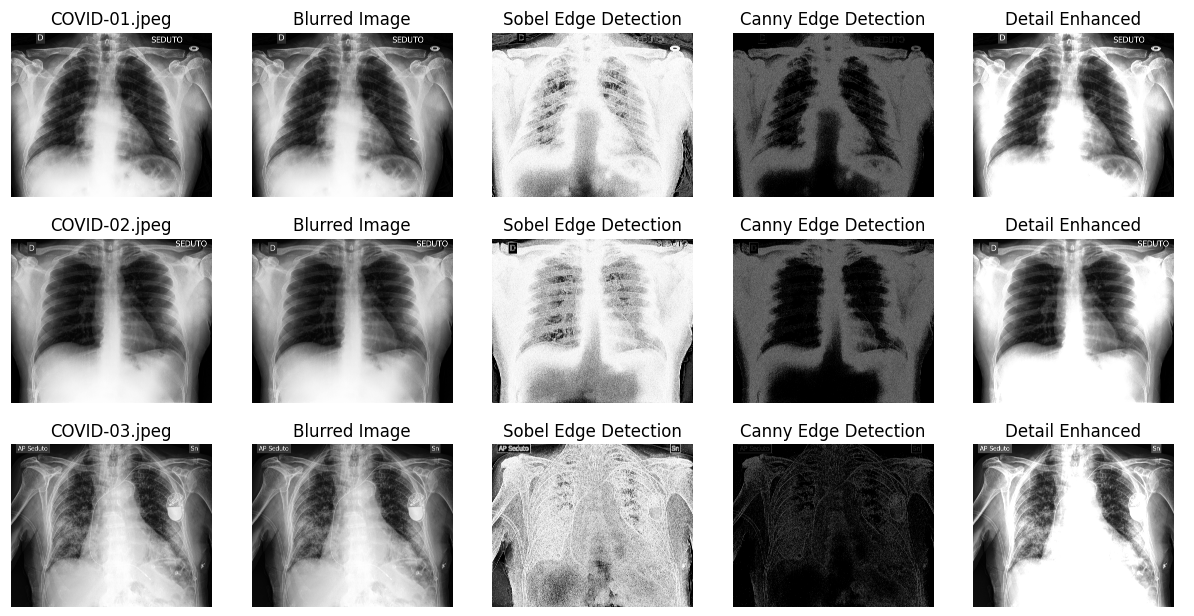 COVID-01.jpeg Blurred Image Sobel Edge Detection Canny Edge Detection Detail Enhanced
D SEDUTO D SEDUTO D D SEDUTO
COVID-02.jpeg Blurred Image Sobel Edge Detection Canny Edge Detection Detail Enhanced
D SEDUTO D SEDUTO D D SEDUTO
COVID-03.jpeg Blurred Image Sobel Edge Detection Canny Edge Detection Detail Enhanced
AP Seduto Sn AP Seduto Sn AP Seduto Sn AP Seduto Sn